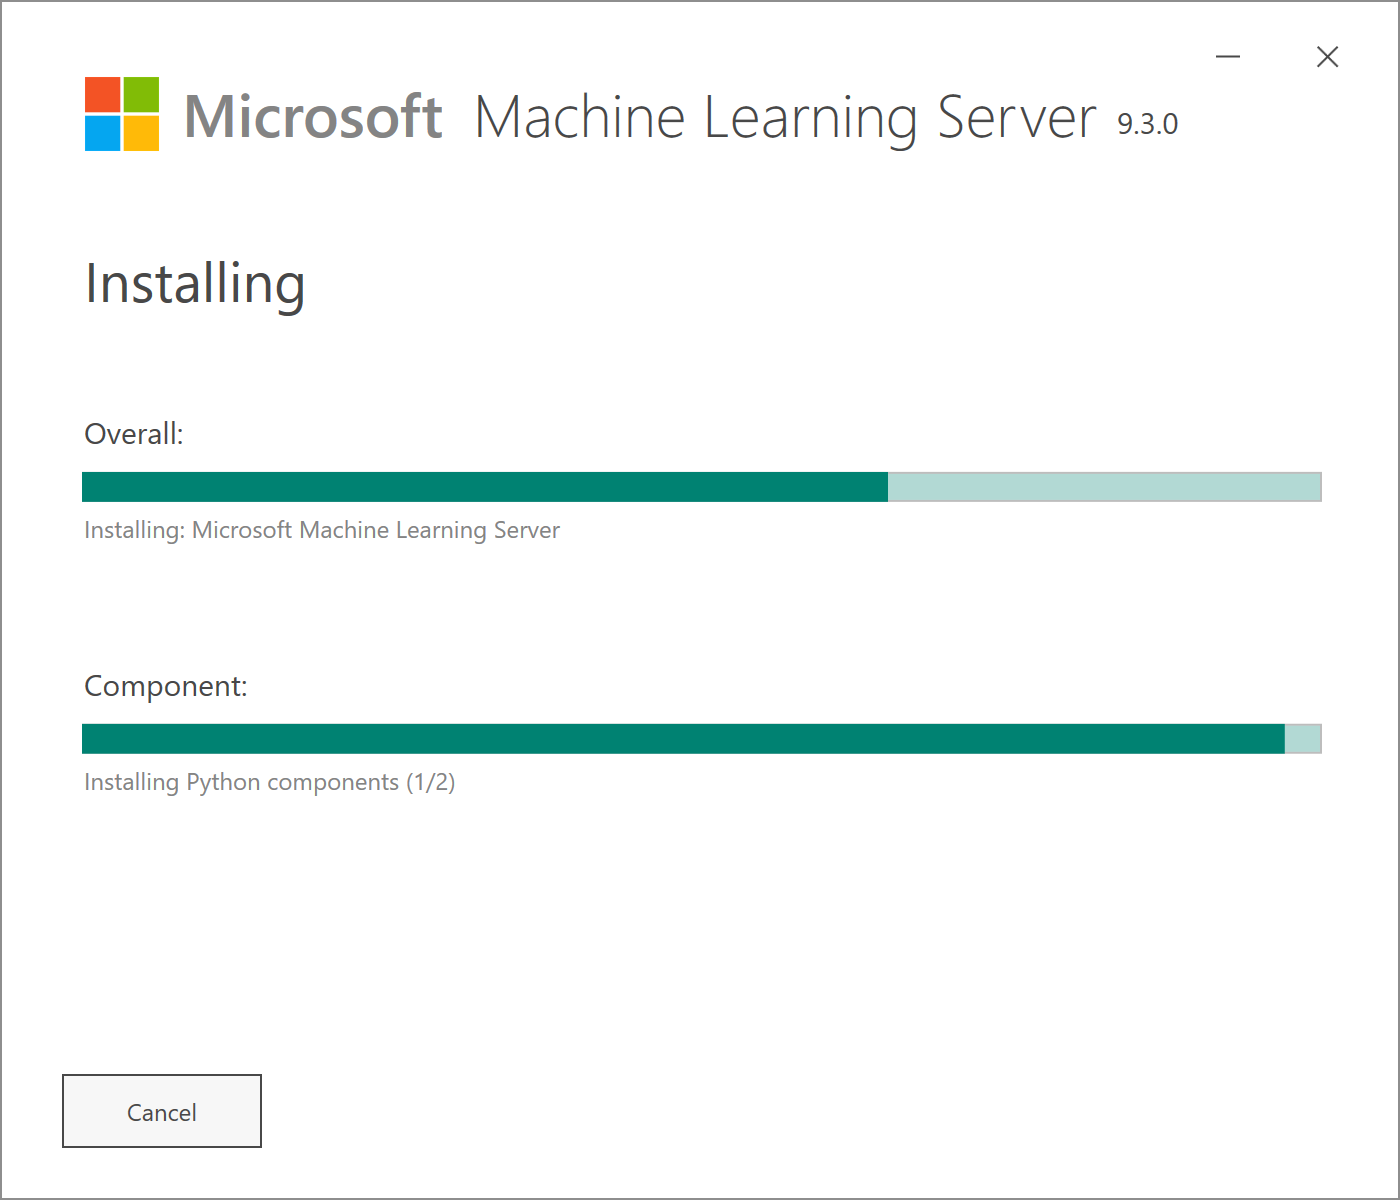 Microsoft Machine Learning Server 9.3.0
Installing
Overall:
Installing: Microsoft Machine Learning Server
Component:
Installing Python components (1/2)
Cancel